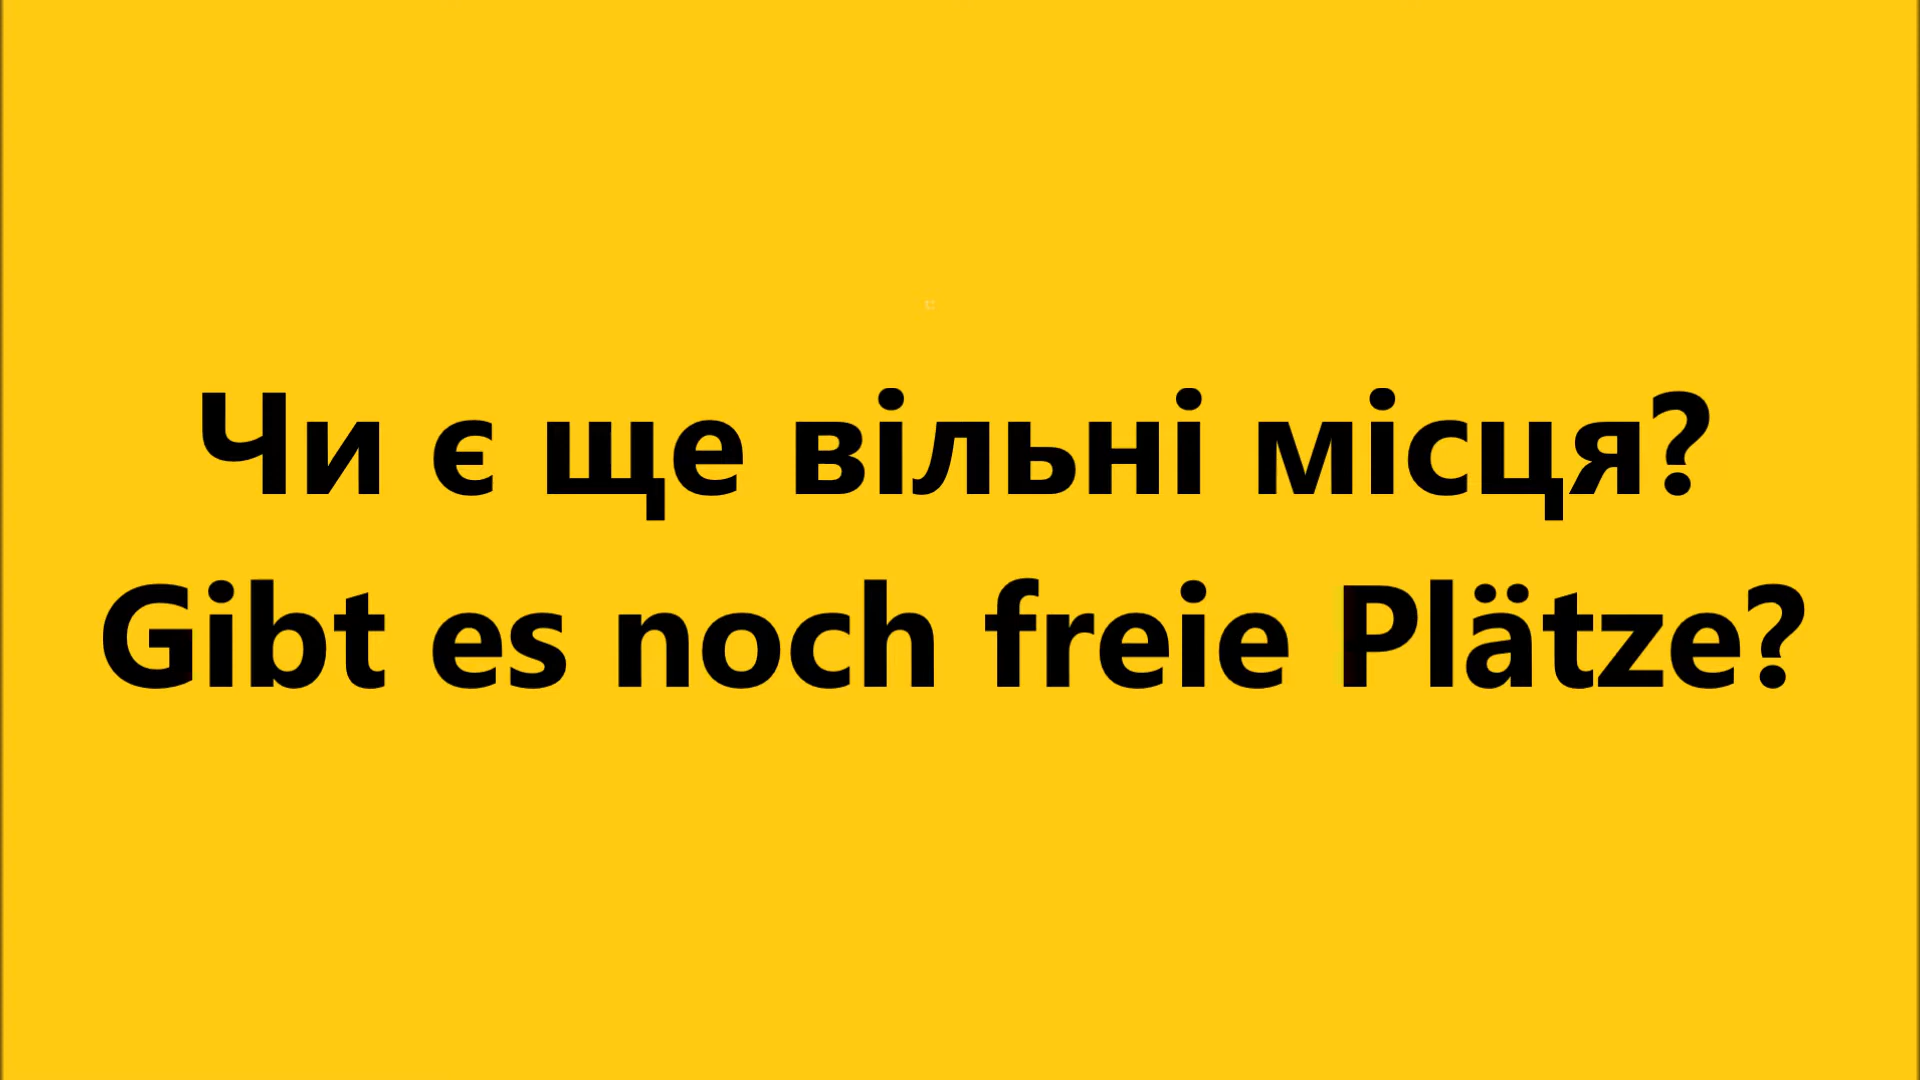 Чи є ще вільні місця?
Gibt es noch freie Plätze?